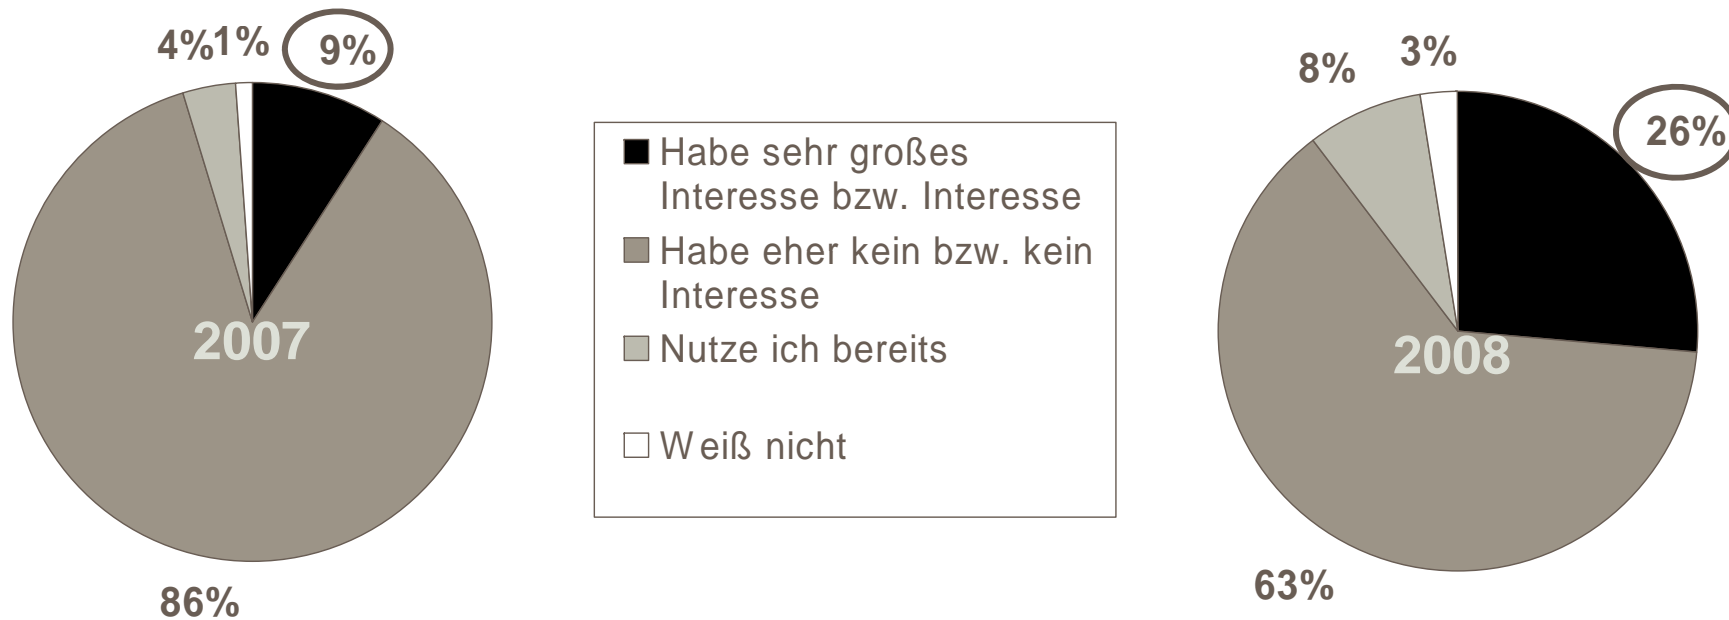 4% 1% 9%
2007
86%
Habe sehr großes
Interesse bzw. Interesse
Habe eher kein bzw. kein
Interesse
Nutze ich bereits
Weiß nicht
3%
8%
26%
2008
63%